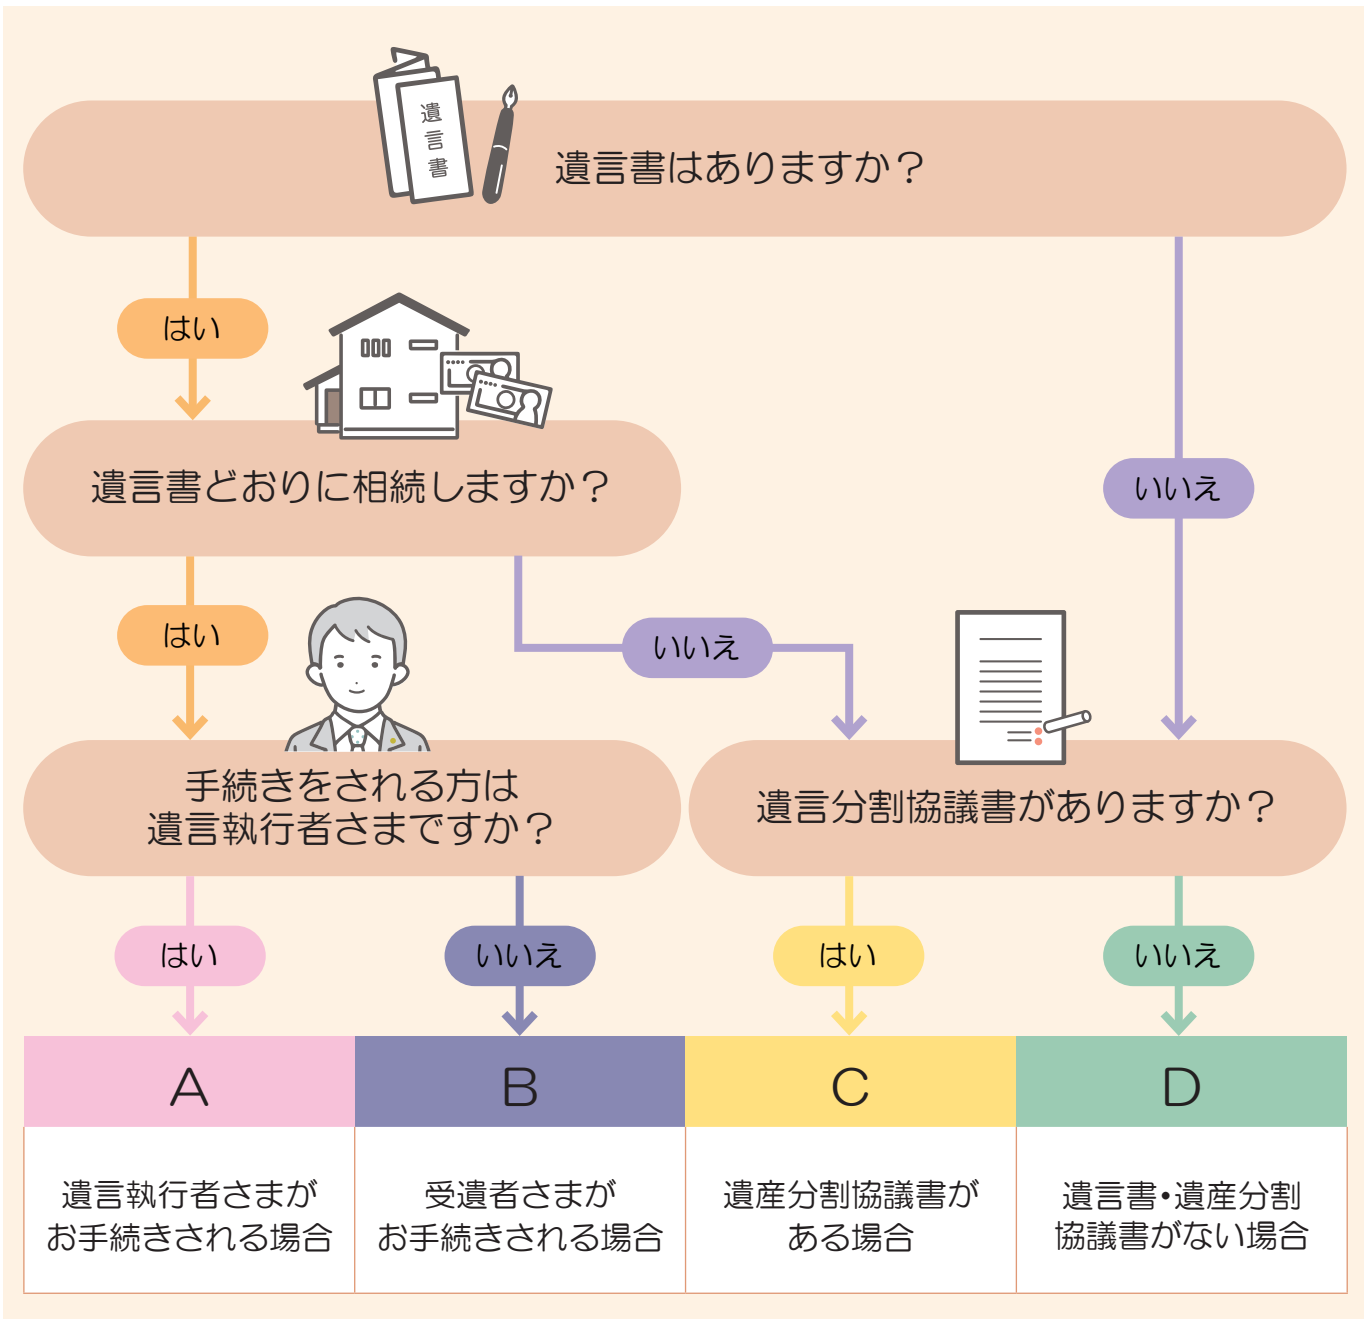 遺言書
遺言書はありますか？
はい
遺言書どおりに相続しますか？
いいえ
はい
いいえ
手続きをされる方は
遺言執行者さまですか？
遺言分割協議書がありますか？
はい
いいえ
はい
いいえ
A
B
C
D
遺言執行者さまが
お手続きされる場合
受遺者さまが
お手続きされる場合
遺産分割協議書が
ある場合
遺言書・遺産分割
協議書がない場合